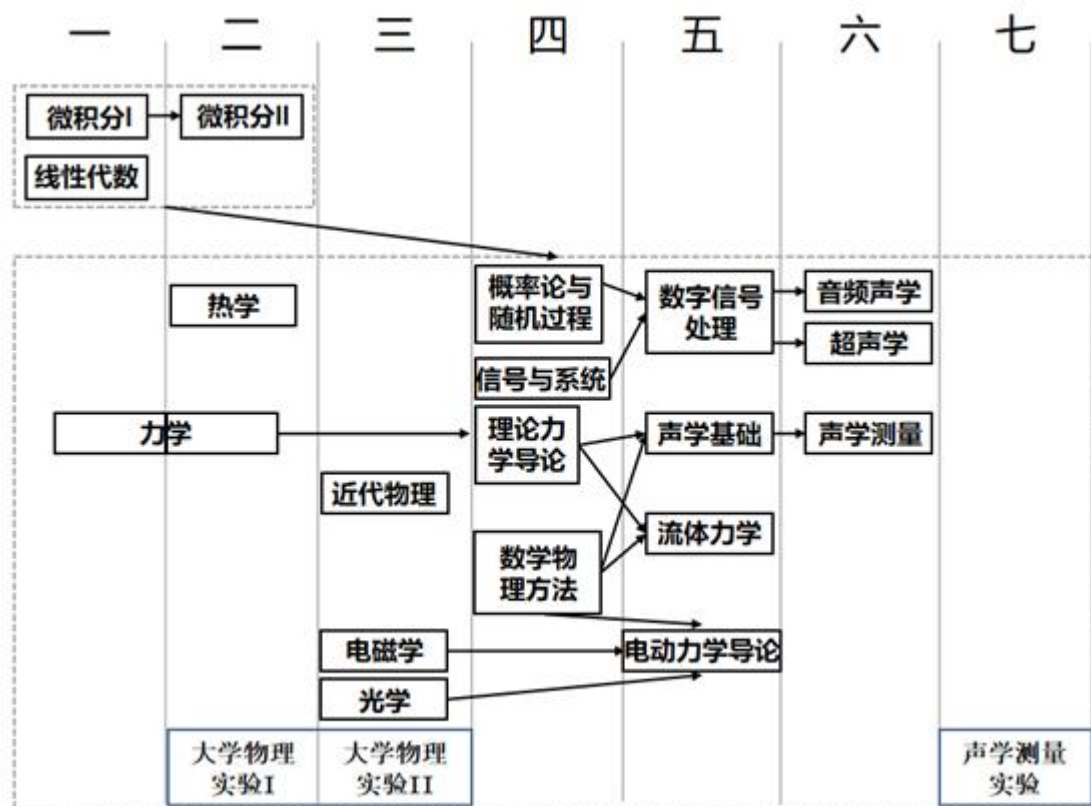 一 二 三 四 五 六 七
微积分I 微积分II
线性代数
热学
概率论与
随机过程
数字信号
处理
音频声学
超声学
信号与系统
力学
理论力
学导论
声学基础
声学测量
近代物理
数学物
理方法
流体力学
电磁学
电动力学导论
光学
大学物理
实验I
大学物理
实验II
声学测量
实验